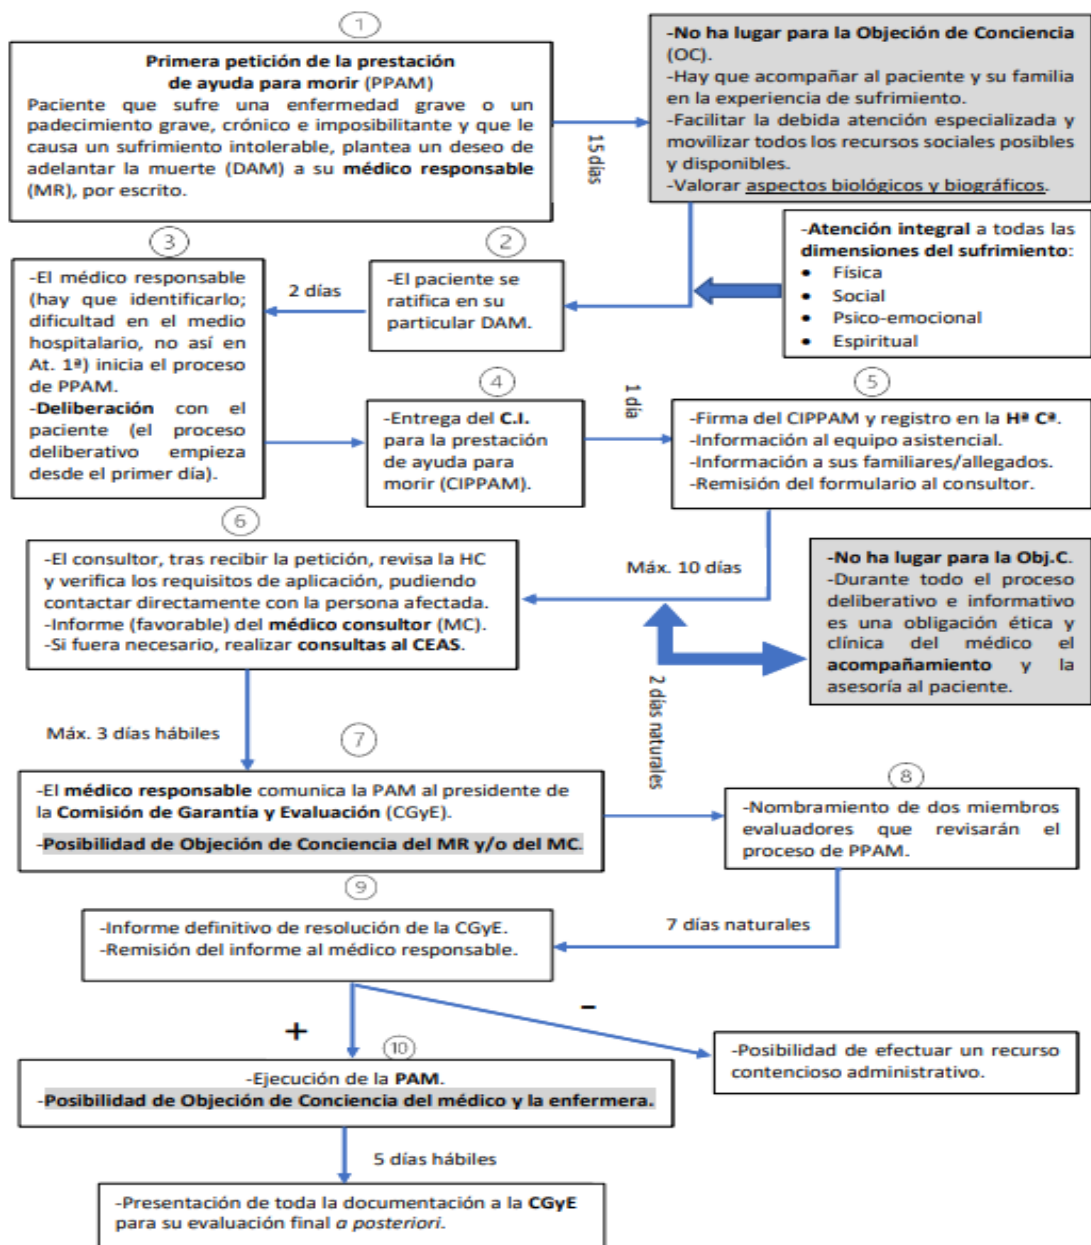 1
Primera petición de la prestación
de ayuda para morir (PPAM)
Paciente que sufre una enfermedad grave o un
padecimiento grave, crónico e imposibilitante y que le
causa un sufrimiento intolerable, plantea un deseo de
adelantar la muerte (DAM) a su médico responsable
(MR), por escrito.
15 días
-No ha lugar para la Objeción de Conciencia
(OC).
-Hay que acompañar al paciente y su familia
en la experiencia de sufrimiento.
-Facilitar la debida atención especializada y
movilizar todos los recursos sociales posibles y
disponibles.
-Valorar aspectos biológicos y biográficos.
-Atención integral a todas las
dimensiones del sufrimiento:
• Física
• Social
• Psico-emocional
• Espiritual
2
-El paciente se
ratifica en su
particular DAM.
2 días
3
-El médico responsable
(hay que identificarlo;
dificultad en el medio
hospitalario, no así en
At. 1ª) inicia el proceso
de PPAM.
-Deliberación con el
paciente (el proceso
deliberativo empieza
desde el primer día).
4
-Entrega del C.I.
para la prestación
de ayuda para
morir (CIPPAM).
1 día
5
-Firma del CIPPAM y registro en la Hª Cª.
-Información al equipo asistencial.
-Información a sus familiares/allegados.
-Remisión del formulario al consultor.
Máx. 10 días
6
-El consultor, tras recibir la petición, revisa la HC
y verifica los requisitos de aplicación, pudiendo
contactar directamente con la persona afectada.
-Informe (favorable) del médico consultor (MC).
-Si fuera necesario, realizar consultas al CEAS.
-No ha lugar para la Obj.C.
-Durante todo el proceso
deliberativo e informativo
es una obligación ética y
clínica del médico el
acompañamiento y la
asesoría al paciente.
Máx. 3 días hábiles
7
-El médico responsable comunica la PAM al presidente de
la Comisión de Garantía y Evaluación (CGyE).
-Posibilidad de Objeción de Conciencia del MR y/o del MC.
2 días naturales
8
-Nombramiento de dos miembros
evaluadores que revisarán el
proceso de PPAM.
7 días naturales
9
-Informe definitivo de resolución de la CGyE.
-Remisión del informe al médico responsable.
+
-
10
-Ejecución de la PAM.
-Posibilidad de Objeción de Conciencia del médico y la enfermera.
-Posibilidad de efectuar un recurso
contencioso administrativo.
5 días hábiles
-Presentación de toda la documentación a la CGyE
para su evaluación final a posteriori.